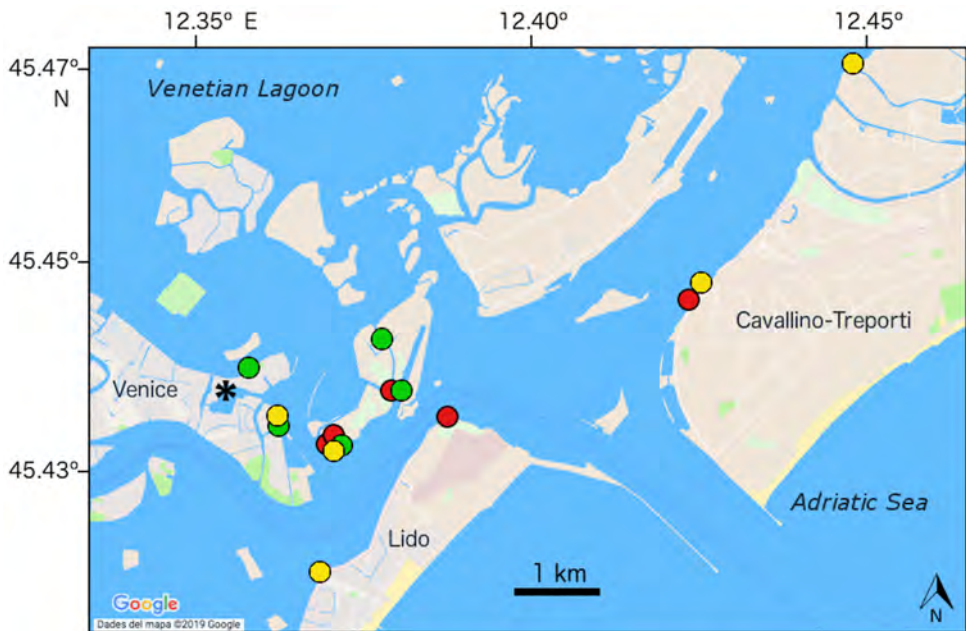 12.35º E 12.40º 12.45º
45.47º
N
Venetian Lagoon
45.45º
Cavallino-Treporti
Venice *
45.43º
Adriatic Sea
Lido
1 km
Google
N
Dades del mapa ©2019 Google